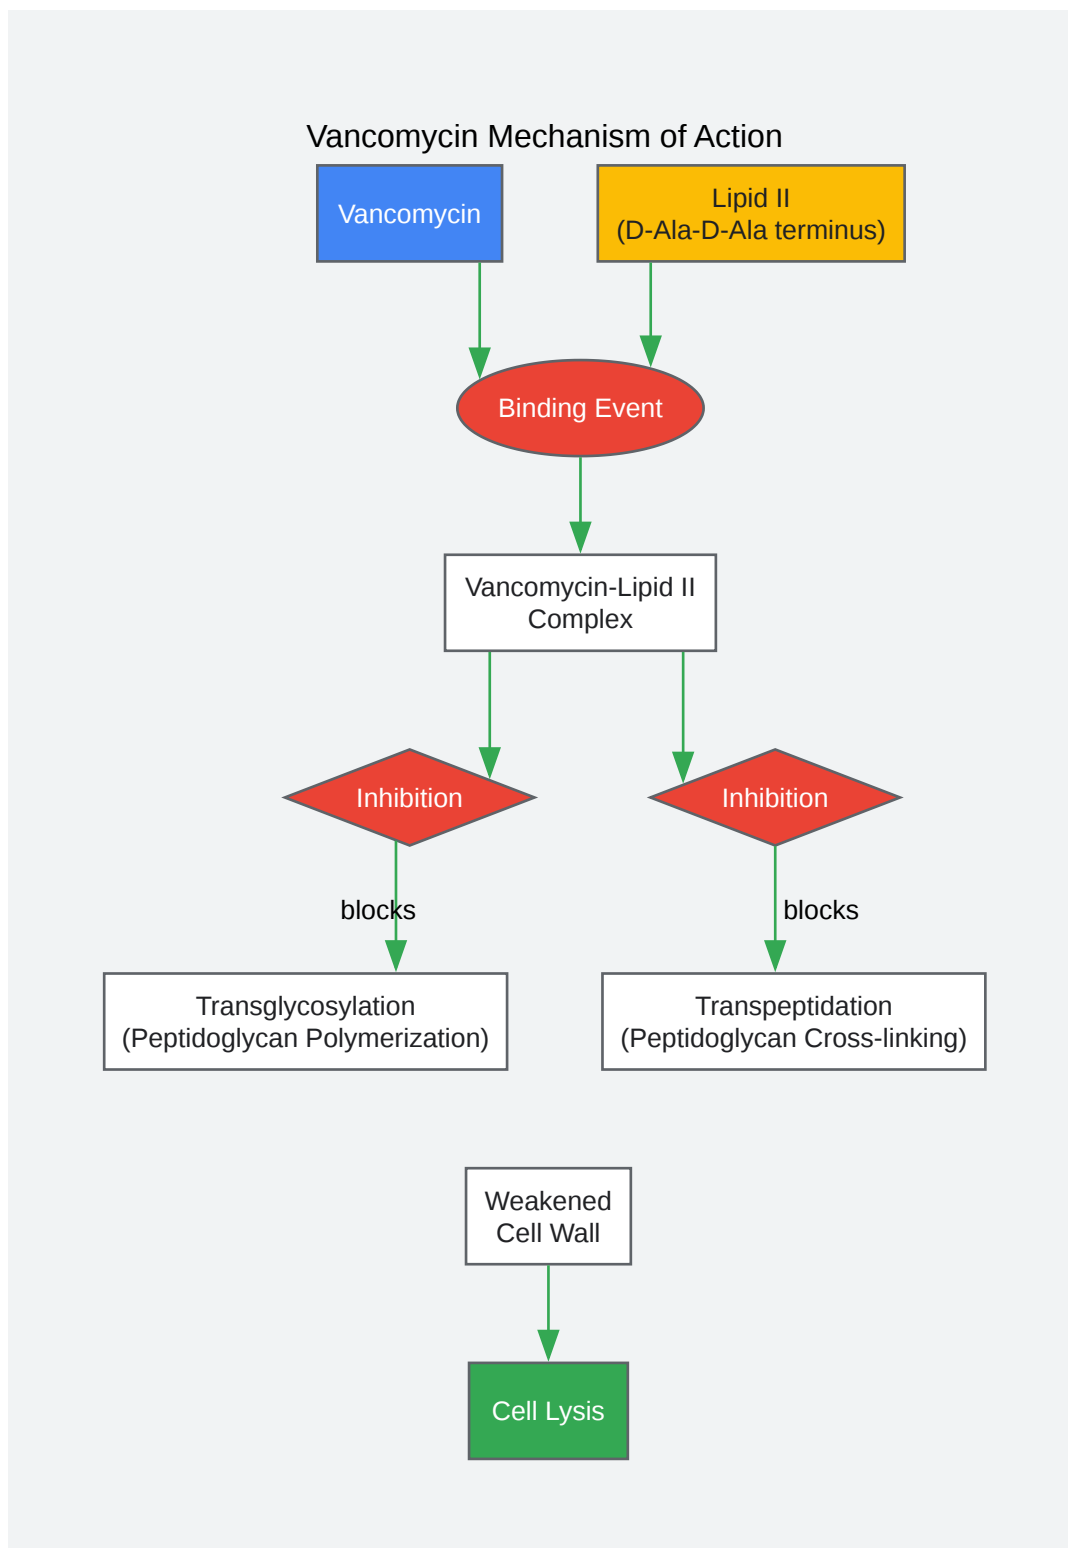 Vancomycin Mechanism of Action
Vancomycin
Lipid II
(D-Ala-D-Ala terminus)
Binding Event
Vancomycin-Lipid II
Complex
Inhibition
Inhibition
blocks
blocks
Transglycosylation
(Peptidoglycan Polymerization)
Transpeptidation
(Peptidoglycan Cross-linking)
Weakened
Cell Wall
Cell Lysis